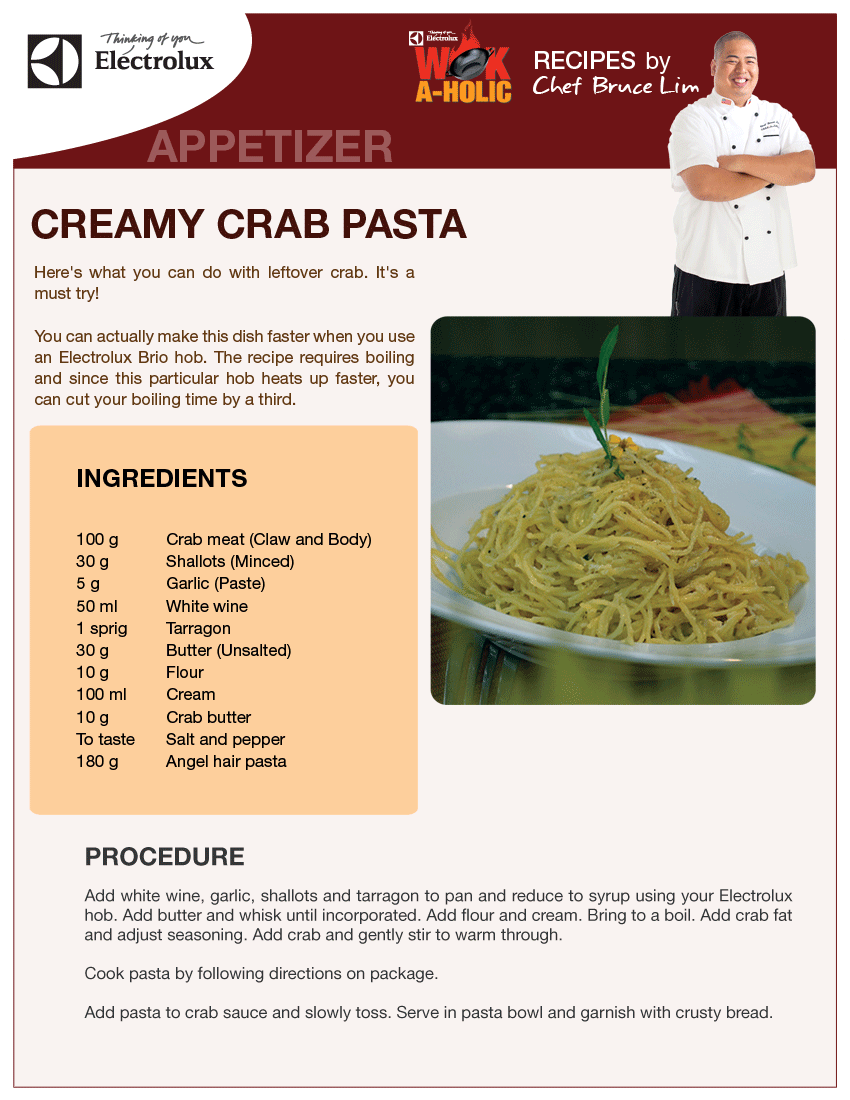 Thinking of you
Electrolux
Thinking of you
Electrolux
WOK
A-HOLIC
RECIPES by
Chef Bruce Lim
APPETIZER
CREAMY CRAB PASTA
Here's what you can do with leftover crab. It's a
must try!
You can actually make this dish faster when you use
an Electrolux Brio hob. The recipe requires boiling
and since this particular hob heats up faster, you
can cut your boiling time by a third.
INGREDIENTS
100 g Crab meat (Claw and Body)
30 g Shallots (Minced)
5 g Garlic (Paste)
50 ml White wine
1 sprig Tarragon
30 g Butter (Unsalted)
10 g Flour
100 ml Cream
10 g Crab butter
To taste Salt and pepper
180 g Angel hair pasta
PROCEDURE
Add white wine, garlic, shallots and tarragon to pan and reduce to syrup using your Electrolux
hob. Add butter and whisk until incorporated. Add flour and cream. Bring to a boil. Add crab fat
and adjust seasoning. Add crab and gently stir to warm through.
Cook pasta by following directions on package.
Add pasta to crab sauce and slowly toss. Serve in pasta bowl and garnish with crusty bread.